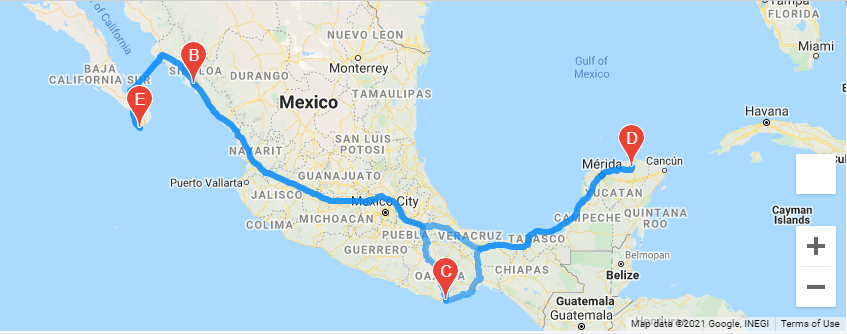 of California
TAMPA
FLORIDA
Miami
NUEVO LEON
Monterrey
BAJA
CALIFORNIA SUR
B
SINALOA
DURANGO
TAMAULIPAS
Gulf of
Mexico
Mexico
E
Havana
SAN LUIS
POTOSI
NAYARIT
D
Mérida
Cancún
Puerto Vallarta
GUANAJUATO
JALISCO
YUCATAN
QUINTANA
ROO
CAMPECHE
Mexico City
MICHOACÁN
COLIMA
PUEBLA
VERACRUZ
TABASCO
Cayman
Islands
GUERRERO
C
OAXACA
CHIAPAS
Belmopan
Belize
+
−
Guatemala
Guatemala
Honduras
Map data ©2021 Google, INEGI
Terms of Use